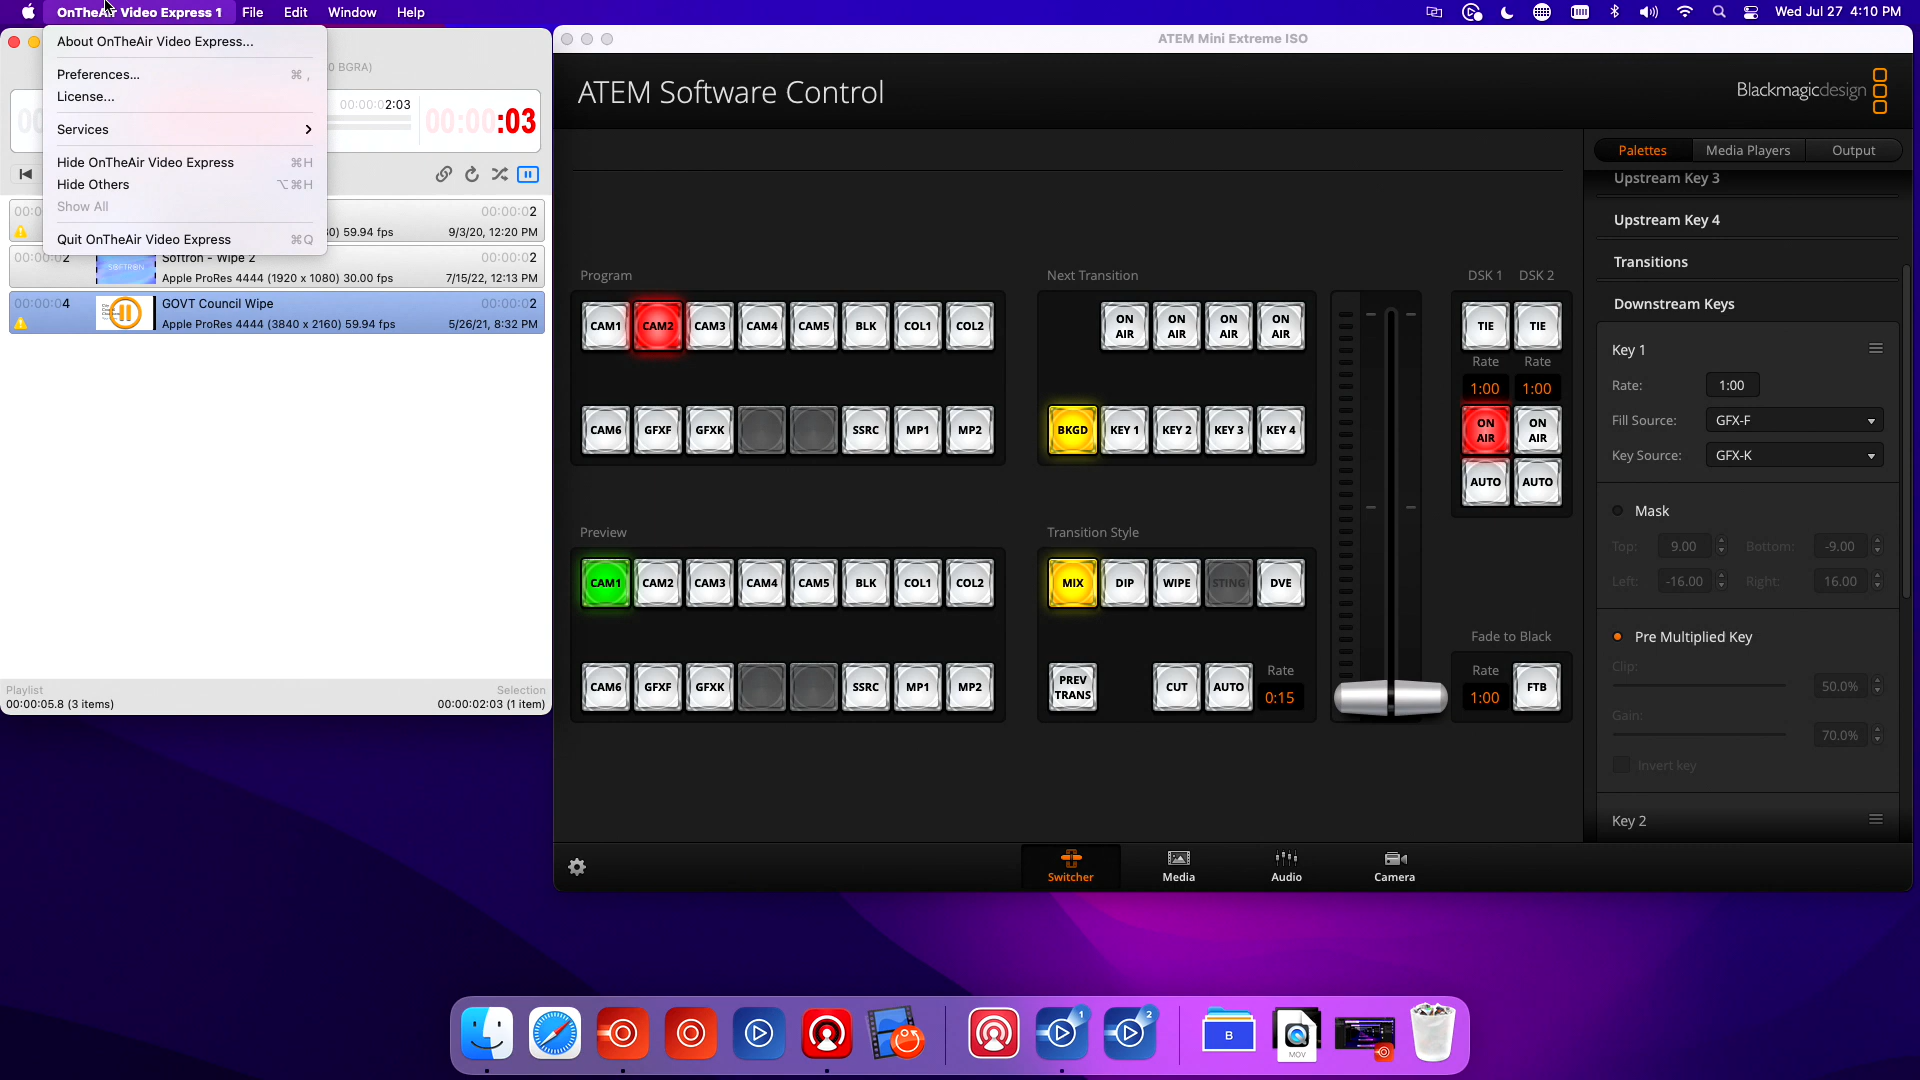 OnTheAir Video Express 1 File Edit Window Help
Wed Jul 27 4:10 PM
About OnTheAir Video Express...
Preferences... ⌘ ,
License...
Services
Hide OnTheAir Video Express ⌘H
Hide Others ⌥⌘H
Show All
Quit OnTheAir Video Express ⌘Q
0 BGRA)
00:00:02:03
00:00:03
00:00:02
0) 59.94 fps 9/3/20, 12:20 PM
Softron - Wipe 2 00:00:02
SOFTRON
Apple ProRes 4444 (1920 x 1080) 30.00 fps 7/15/22, 12:13 PM
00:00:04 GOVT Council Wipe 00:00:02
Apple ProRes 4444 (3840 x 2160) 59.94 fps 5/26/21, 8:32 PM
Playlist Selection
00:00:05.8 (3 items) 00:00:02:03 (1 item)
ATEM Mini Extreme ISO
ATEM Software Control
Blackmagicdesign
Program
CAM1 CAM2 CAM3 CAM4 CAM5 BLK COL1 COL2
CAM6 GFXF GFXK SSRC MP1 MP2
Next Transition
ON AIR ON AIR ON AIR ON AIR
BKGD KEY 1 KEY 2 KEY 3 KEY 4
DSK 1 DSK 2
TIE TIE
Rate Rate
1:00 1:00
ON AIR ON AIR
AUTO AUTO
Preview
CAM1 CAM2 CAM3 CAM4 CAM5 BLK COL1 COL2
CAM6 GFXF GFXK SSRC MP1 MP2
Transition Style
MIX DIP WIPE STING DVE
PREV TRANS CUT AUTO
Rate
0:15
Fade to Black
Rate
1:00 FTB
Palettes Media Players Output
Upstream Key 3
Upstream Key 4
Transitions
Downstream Keys
Key 1
Rate: 1:00
Fill Source: GFX-F
Key Source: GFX-K
Mask
Top: 9.00 Bottom: -9.00
Left: -16.00 Right: 16.00
Pre Multiplied Key
Clip:
50.0%
Gain:
70.0%
Invert key
Key 2
Switcher Media Audio Camera
1 2
B
MOV